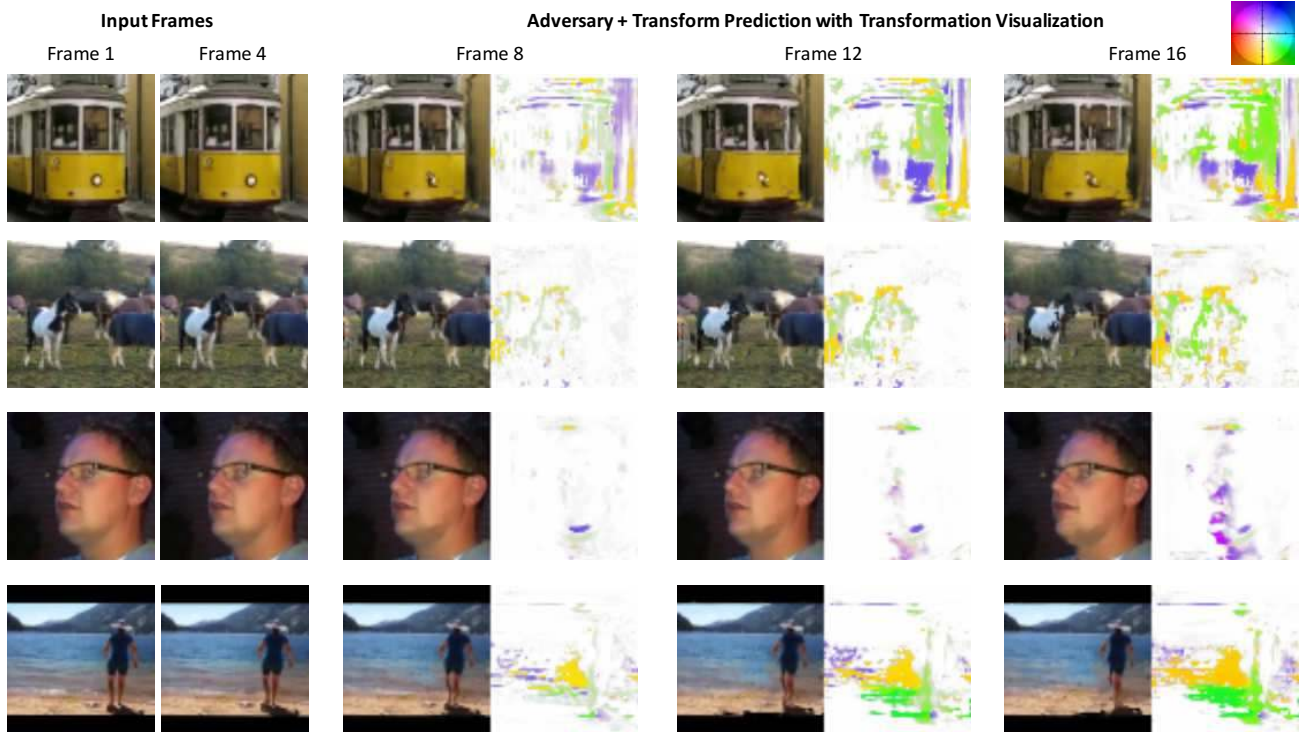 Input Frames
Adversary + Transform Prediction with Transformation Visualization
Frame 1
Frame 4
Frame 8
Frame 12
Frame 16